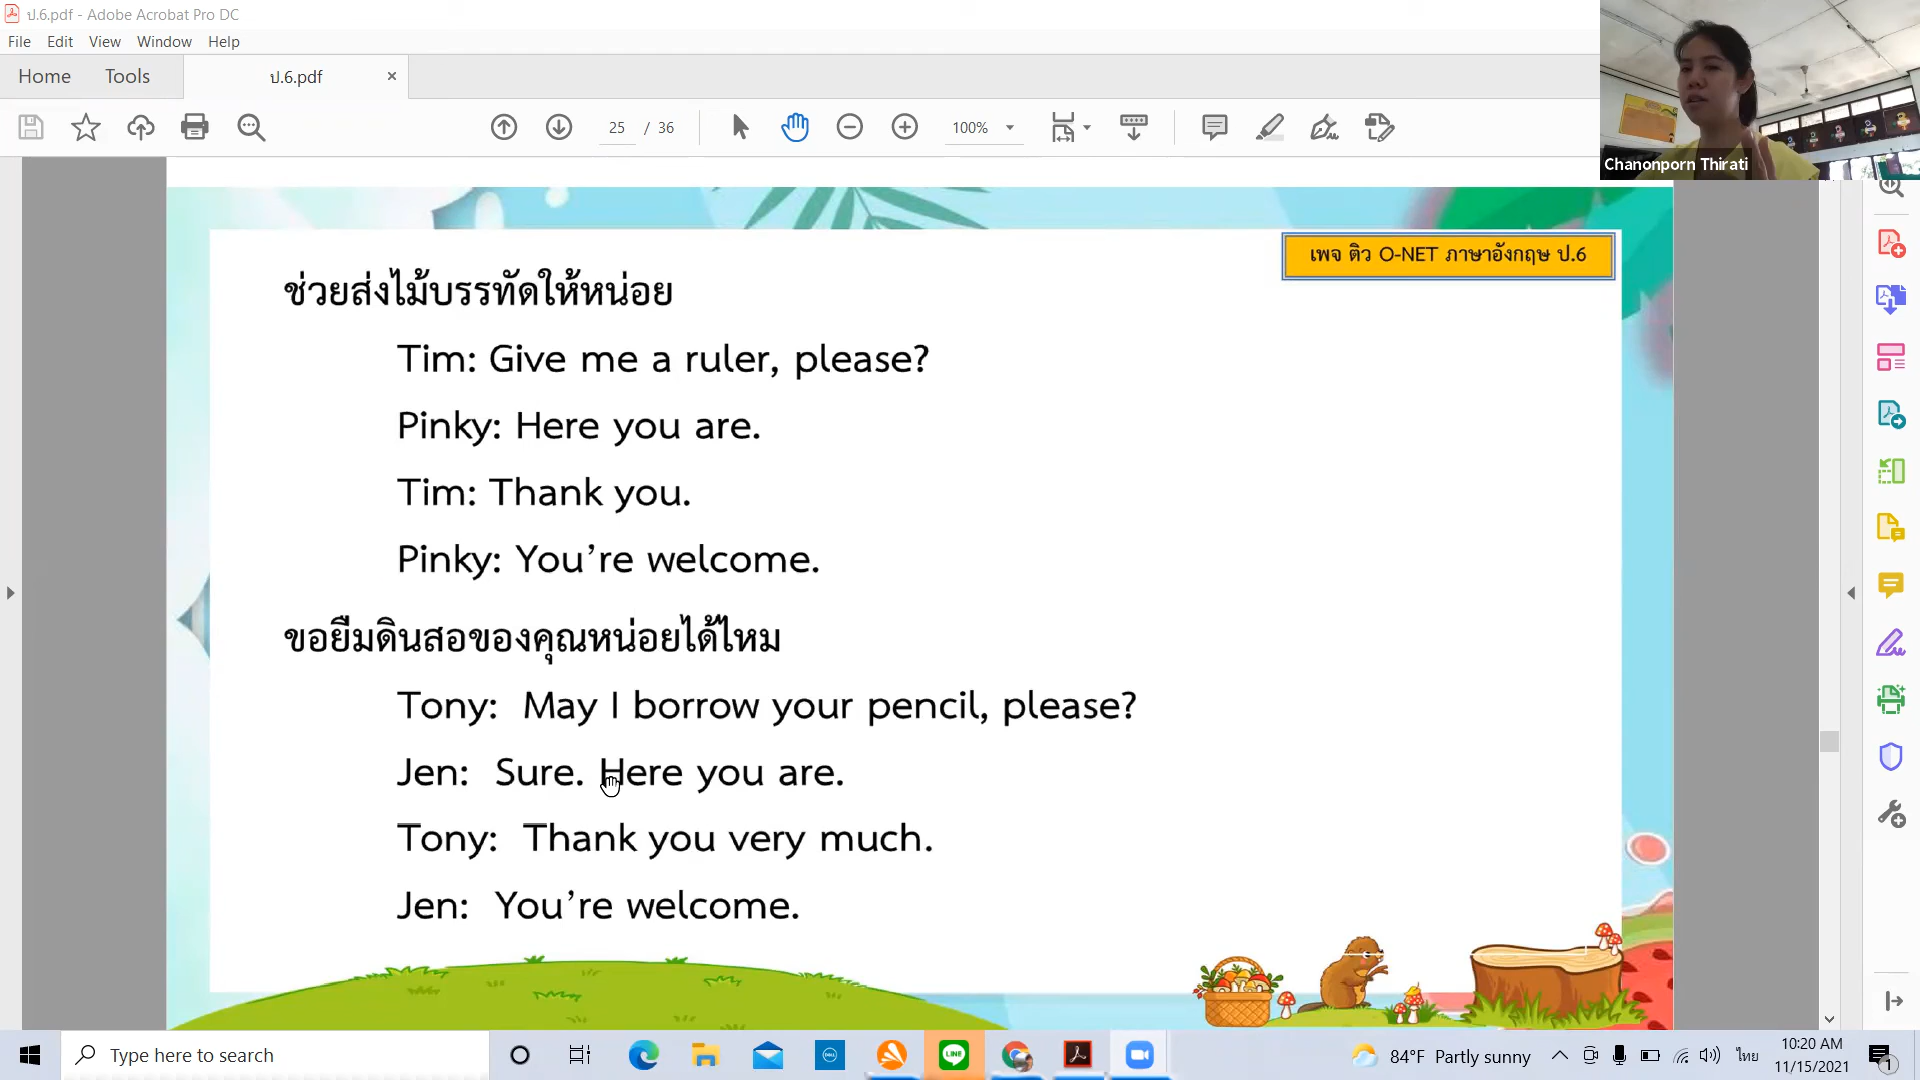 ป.6.pdf - Adobe Acrobat Pro DC
File Edit View Window Help
Home Tools ป.6.pdf ×
25 / 36 100%
Chanonporn Thirati
เพจ ติว O-NET ภาษาอังกฤษ ป.6
ช่วยส่งไม้บรรทัดให้หน่อย
Tim: Give me a ruler, please?
Pinky: Here you are.
Tim: Thank you.
Pinky: You're welcome.
ขอยืมดินสอของคุณหน่อยได้ไหม
Tony: May I borrow your pencil, please?
Jen: Sure. Here you are.
Tony: Thank you very much.
Jen: You're welcome.
Type here to search
DELL
LINE
84°F Partly sunny
ไทย
10:20 AM
11/15/2021
1